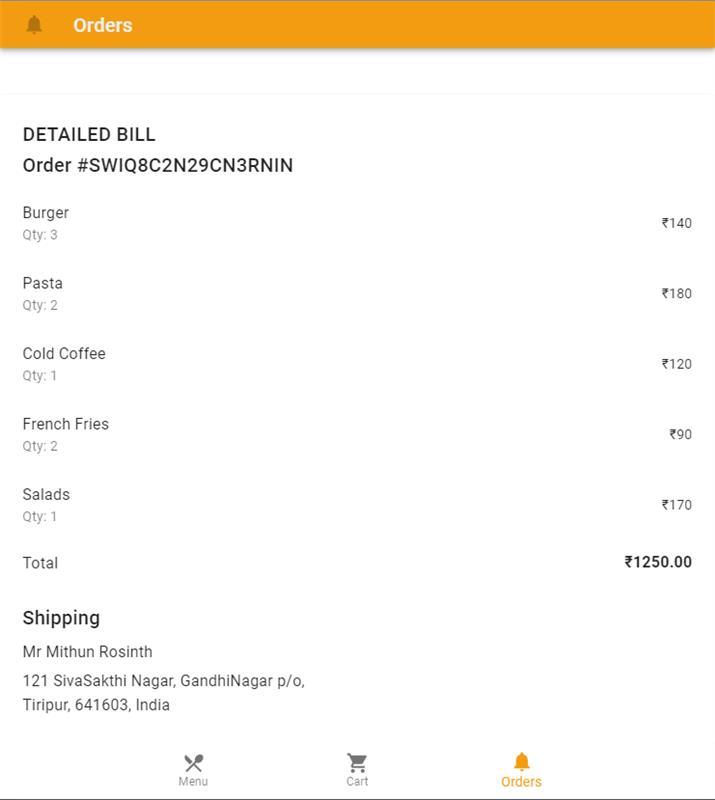 Orders
DETAILED BILL
Order #SWIQ8C2N29CN3RNIN
Burger
Qty: 3
₹140
Pasta
Qty: 2
₹180
Cold Coffee
Qty: 1
₹120
French Fries
Qty: 2
₹90
Salads
Qty: 1
₹170
Total ₹1250.00
Shipping
Mr Mithun Rosinth
121 SivaSakthi Nagar, GandhiNagar p/o,
Tiripur, 641603, India
Menu Cart Orders